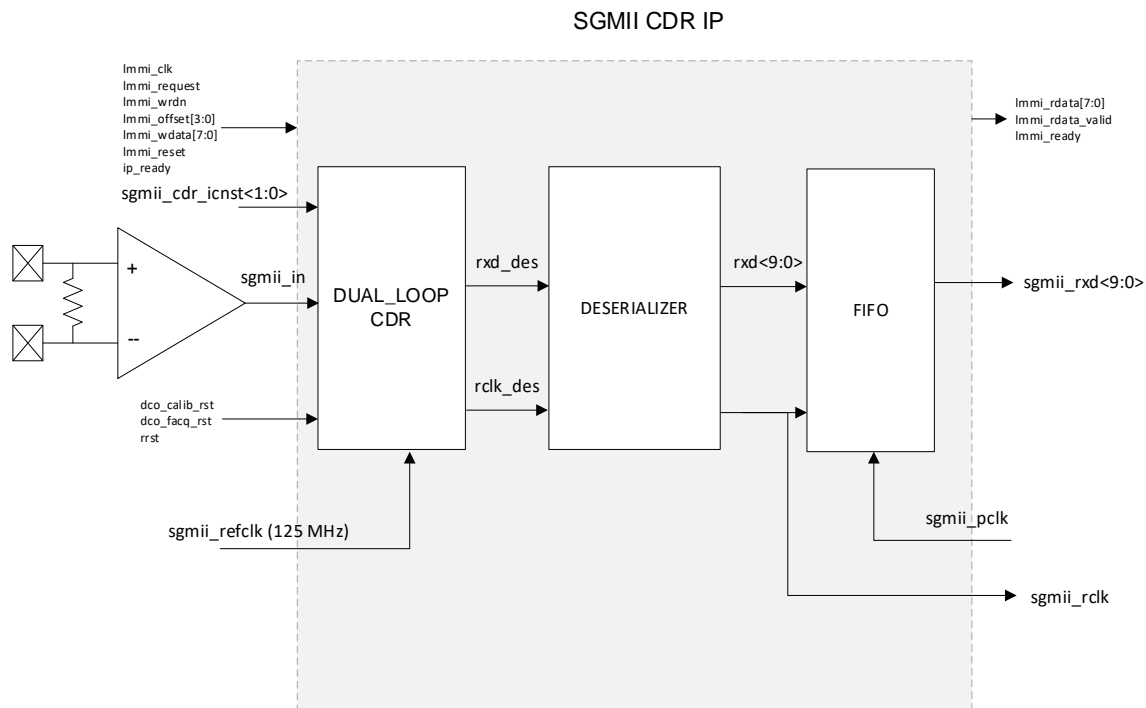 SGMII CDR IP
lmmi_clk
lmmi_request
lmmi_wrdn
lmmi_offset[3:0]
lmmi_wdata[7:0]
lmmi_reset
ip_ready
lmmi_rdata[7:0]
lmmi_rdata_valid
lmmi_ready
sgmii_cdr_icnst<1:0>
+
--
sgmii_in
DUAL_LOOP
CDR
rxd_des
rclk_des
DESERIALIZER
rxd<9:0>
FIFO
sgmii_rxd<9:0>
dco_calib_rst
dco_facq_rst
rrst
sgmii_refclk (125 MHz)
sgmii_pclk
sgmii_rclk